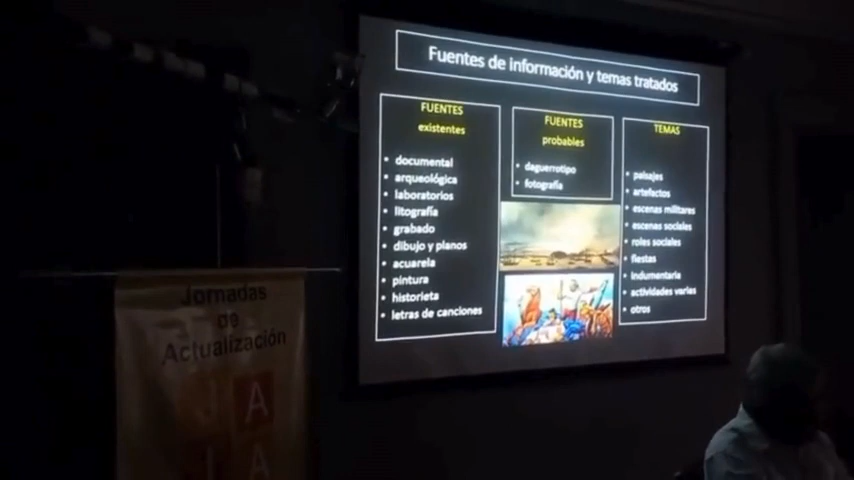 Fuentes de información y temas tratados
FUENTES
existentes
• documental
• arqueológica
• laboratorios
• litografía
• grabado
• dibujo y planos
• acuarela
• pintura
• historieta
• letras de canciones
FUENTES
probables
• daguerrotipo
• fotografía
TEMAS
• paisajes
• artefactos
• escenas militares
• escenas sociales
• roles sociales
• fiestas
• indumentaria
• actividades varias
• otros
Jornadas
de
Actualización
J A
I A